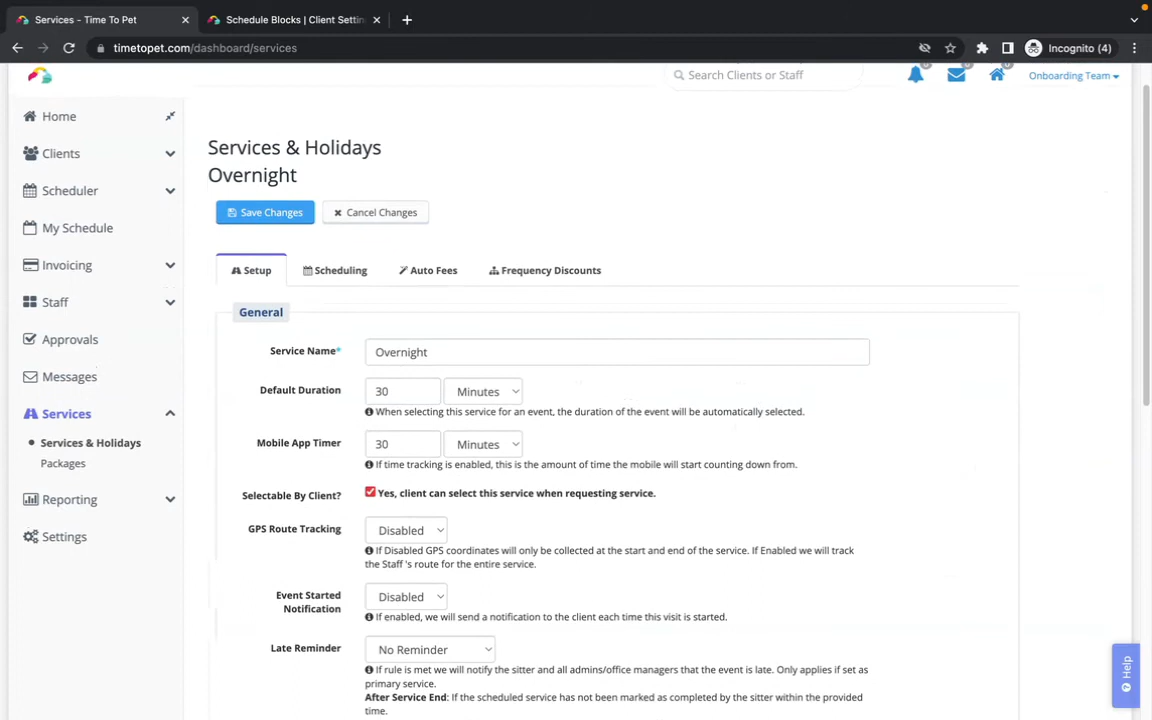 Services - Time To Pet
Schedule Blocks | Client Settin
timetopet.com/dashboard/services
Incognito (4)
Search Clients or Staff
Onboarding Team
Home
Clients
Scheduler
My Schedule
Invoicing
Staff
Approvals
Messages
Services
Services & Holidays
Packages
Reporting
Settings
Services & Holidays
Overnight
Save Changes
Cancel Changes
Setup
Scheduling
Auto Fees
Frequency Discounts
General
Service Name*
Overnight
Default Duration
30
Minutes
When selecting this service for an event, the duration of the event will be automatically selected.
Mobile App Timer
30
Minutes
If time tracking is enabled, this is the amount of time the mobile will start counting down from.
Selectable By Client?
Yes, client can select this service when requesting service.
GPS Route Tracking
Disabled
If Disabled GPS coordinates will only be collected at the start and end of the service. If Enabled we will track
the Staff 's route for the entire service.
Event Started
Notification
Disabled
If enabled, we will send a notification to the client each time this visit is started.
Late Reminder
No Reminder
If rule is met we will notify the sitter and all admins/office managers that the event is late. Only applies if set as
primary service.
After Service End: If the scheduled service has not been marked as completed by the sitter within the provided
time.
Help